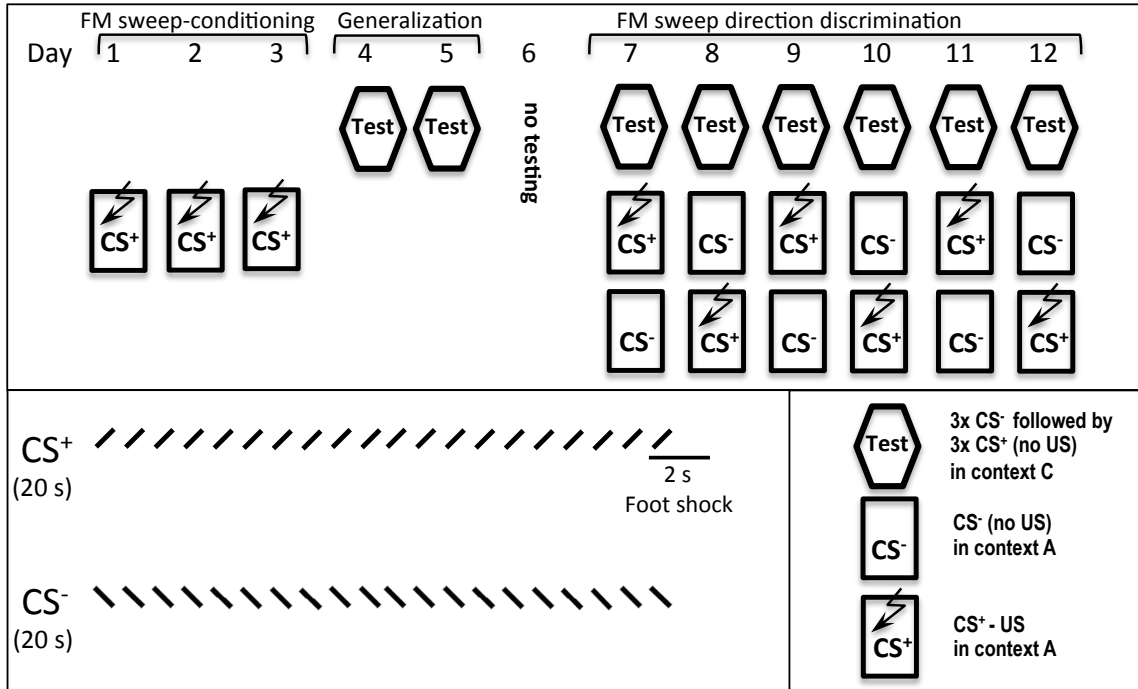 FM sweep-conditioning Generalization FM sweep direction discrimination
Day 1 2 3 4 5 6 7 8 9 10 11 12
Test Test no testing Test Test Test Test Test Test
CS⁺ CS⁺ CS⁺ CS⁺ CS⁻ CS⁺ CS⁻ CS⁺ CS⁻
CS⁻ CS⁺ CS⁻ CS⁺ CS⁻ CS⁺
CS⁺
(20 s)
2 s
Foot shock
CS⁻
(20 s)
Test
3x CS⁻ followed by
3x CS⁺ (no US)
in context C
CS⁻
CS⁻ (no US)
in context A
CS⁺
CS⁺ - US
in context A